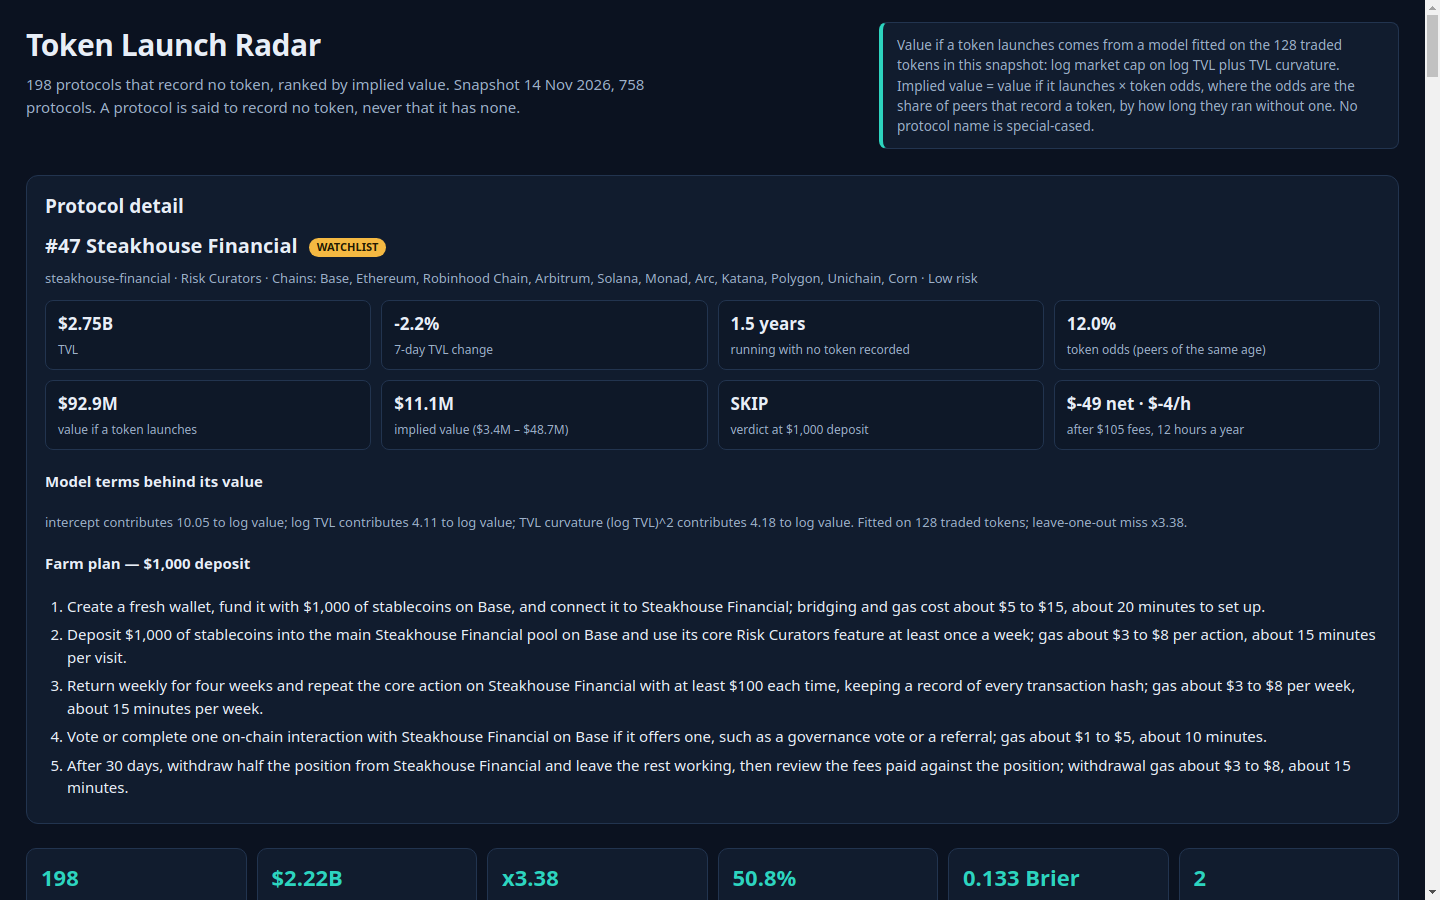 Token Launch Radar
198 protocols that record no token, ranked by implied value. Snapshot 14 Nov 2026, 758
protocols. A protocol is said to record no token, never that it has none.
Value if a token launches comes from a model fitted on the 128 traded
tokens in this snapshot: log market cap on log TVL plus TVL curvature.
Implied value = value if it launches × token odds, where the odds are the
share of peers that record a token, by how long they ran without one. No
protocol name is special-cased.
Protocol detail
#47 Steakhouse Financial WATCHLIST
steakhouse-financial · Risk Curators · Chains: Base, Ethereum, Robinhood Chain, Arbitrum, Solana, Monad, Arc, Katana, Polygon, Unichain, Corn · Low risk
$2.75B
TVL
-2.2%
7-day TVL change
1.5 years
running with no token recorded
12.0%
token odds (peers of the same age)
$92.9M
value if a token launches
$11.1M
implied value ($3.4M – $48.7M)
SKIP
verdict at $1,000 deposit
$-49 net · $-4/h
after $105 fees, 12 hours a year
Model terms behind its value
intercept contributes 10.05 to log value; log TVL contributes 4.11 to log value; TVL curvature (log TVL)^2 contributes 4.18 to log value. Fitted on 128 traded tokens; leave-one-out miss x3.38.
Farm plan — $1,000 deposit
1. Create a fresh wallet, fund it with $1,000 of stablecoins on Base, and connect it to Steakhouse Financial; bridging and gas cost about $5 to $15, about 20 minutes to set up.
2. Deposit $1,000 of stablecoins into the main Steakhouse Financial pool on Base and use its core Risk Curators feature at least once a week; gas about $3 to $8 per action, about 15 minutes
per visit.
3. Return weekly for four weeks and repeat the core action on Steakhouse Financial with at least $100 each time, keeping a record of every transaction hash; gas about $3 to $8 per week,
about 15 minutes per week.
4. Vote or complete one on-chain interaction with Steakhouse Financial on Base if it offers one, such as a governance vote or a referral; gas about $1 to $5, about 10 minutes.
5. After 30 days, withdraw half the position from Steakhouse Financial and leave the rest working, then review the fees paid against the position; withdrawal gas about $3 to $8, about 15
minutes.
198
$2.22B
x3.38
50.8%
0.133 Brier
2